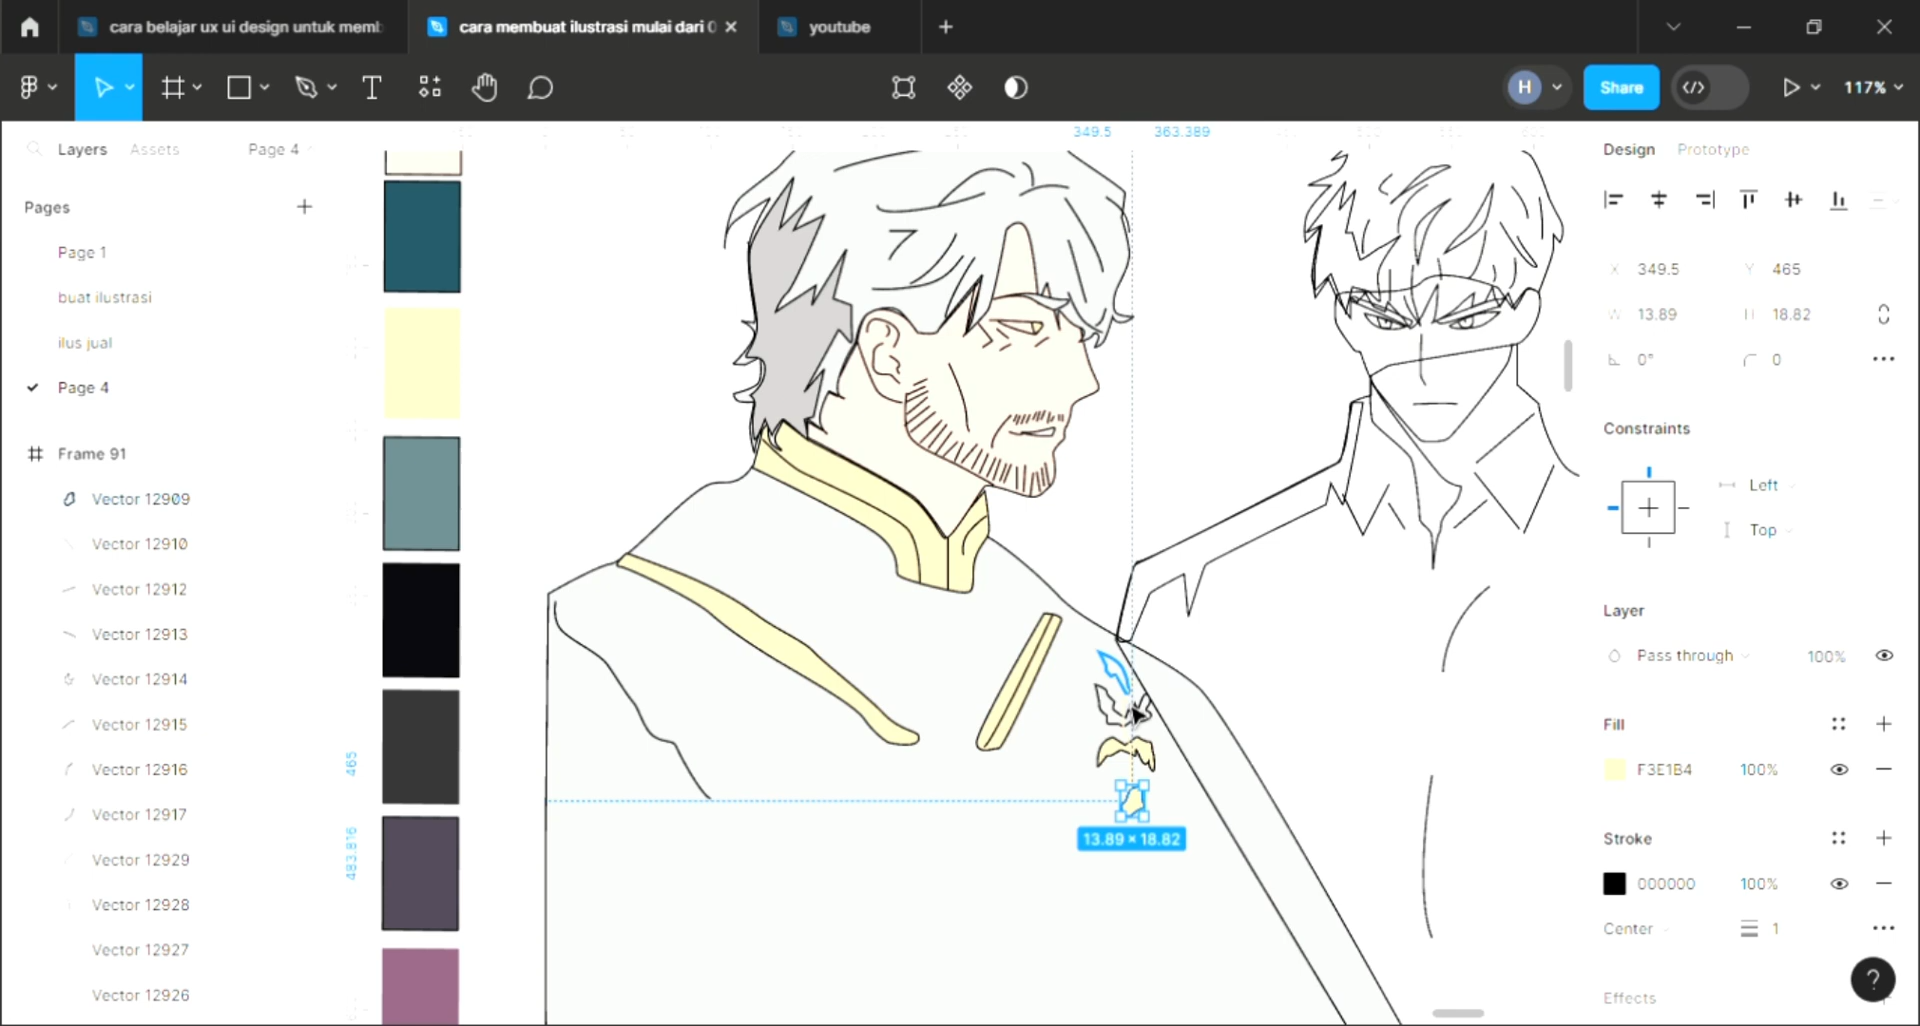 cara belajar ux ui design untuk memb
cara membuat ilustrasi mulai dari 0
youtube
H
Share
117%
Layers
Assets
Page 4
349.5
363.389
Design
Prototype
Pages
Page 1
buat ilustrasi
ilus jual
Page 4
Frame 91
Vector 12909
Vector 12910
Vector 12912
Vector 12913
Vector 12914
Vector 12915
Vector 12916
Vector 12917
Vector 12929
Vector 12928
Vector 12927
Vector 12926
465
483.816
13.89 × 18.82
X 349.5
Y 465
W 13.89
H 18.82
0°
0
Constraints
Left
Top
Layer
Pass through
100%
Fill
F3E1B4
100%
Stroke
000000
100%
Center
1
Effects
?